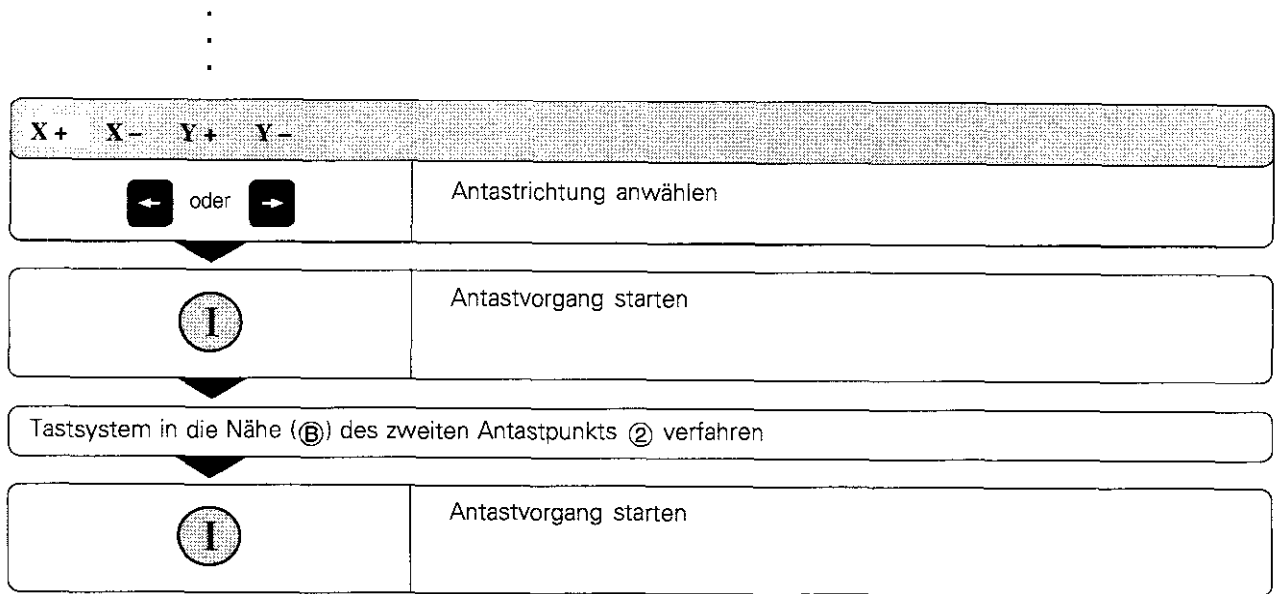 X + X – Y + Y –
← oder → Antastrichtung anwählen
I Antastvorgang starten
Tastsystem in die Nähe (Ⓑ) des zweiten Antastpunkts ② verfahren
I Antastvorgang starten